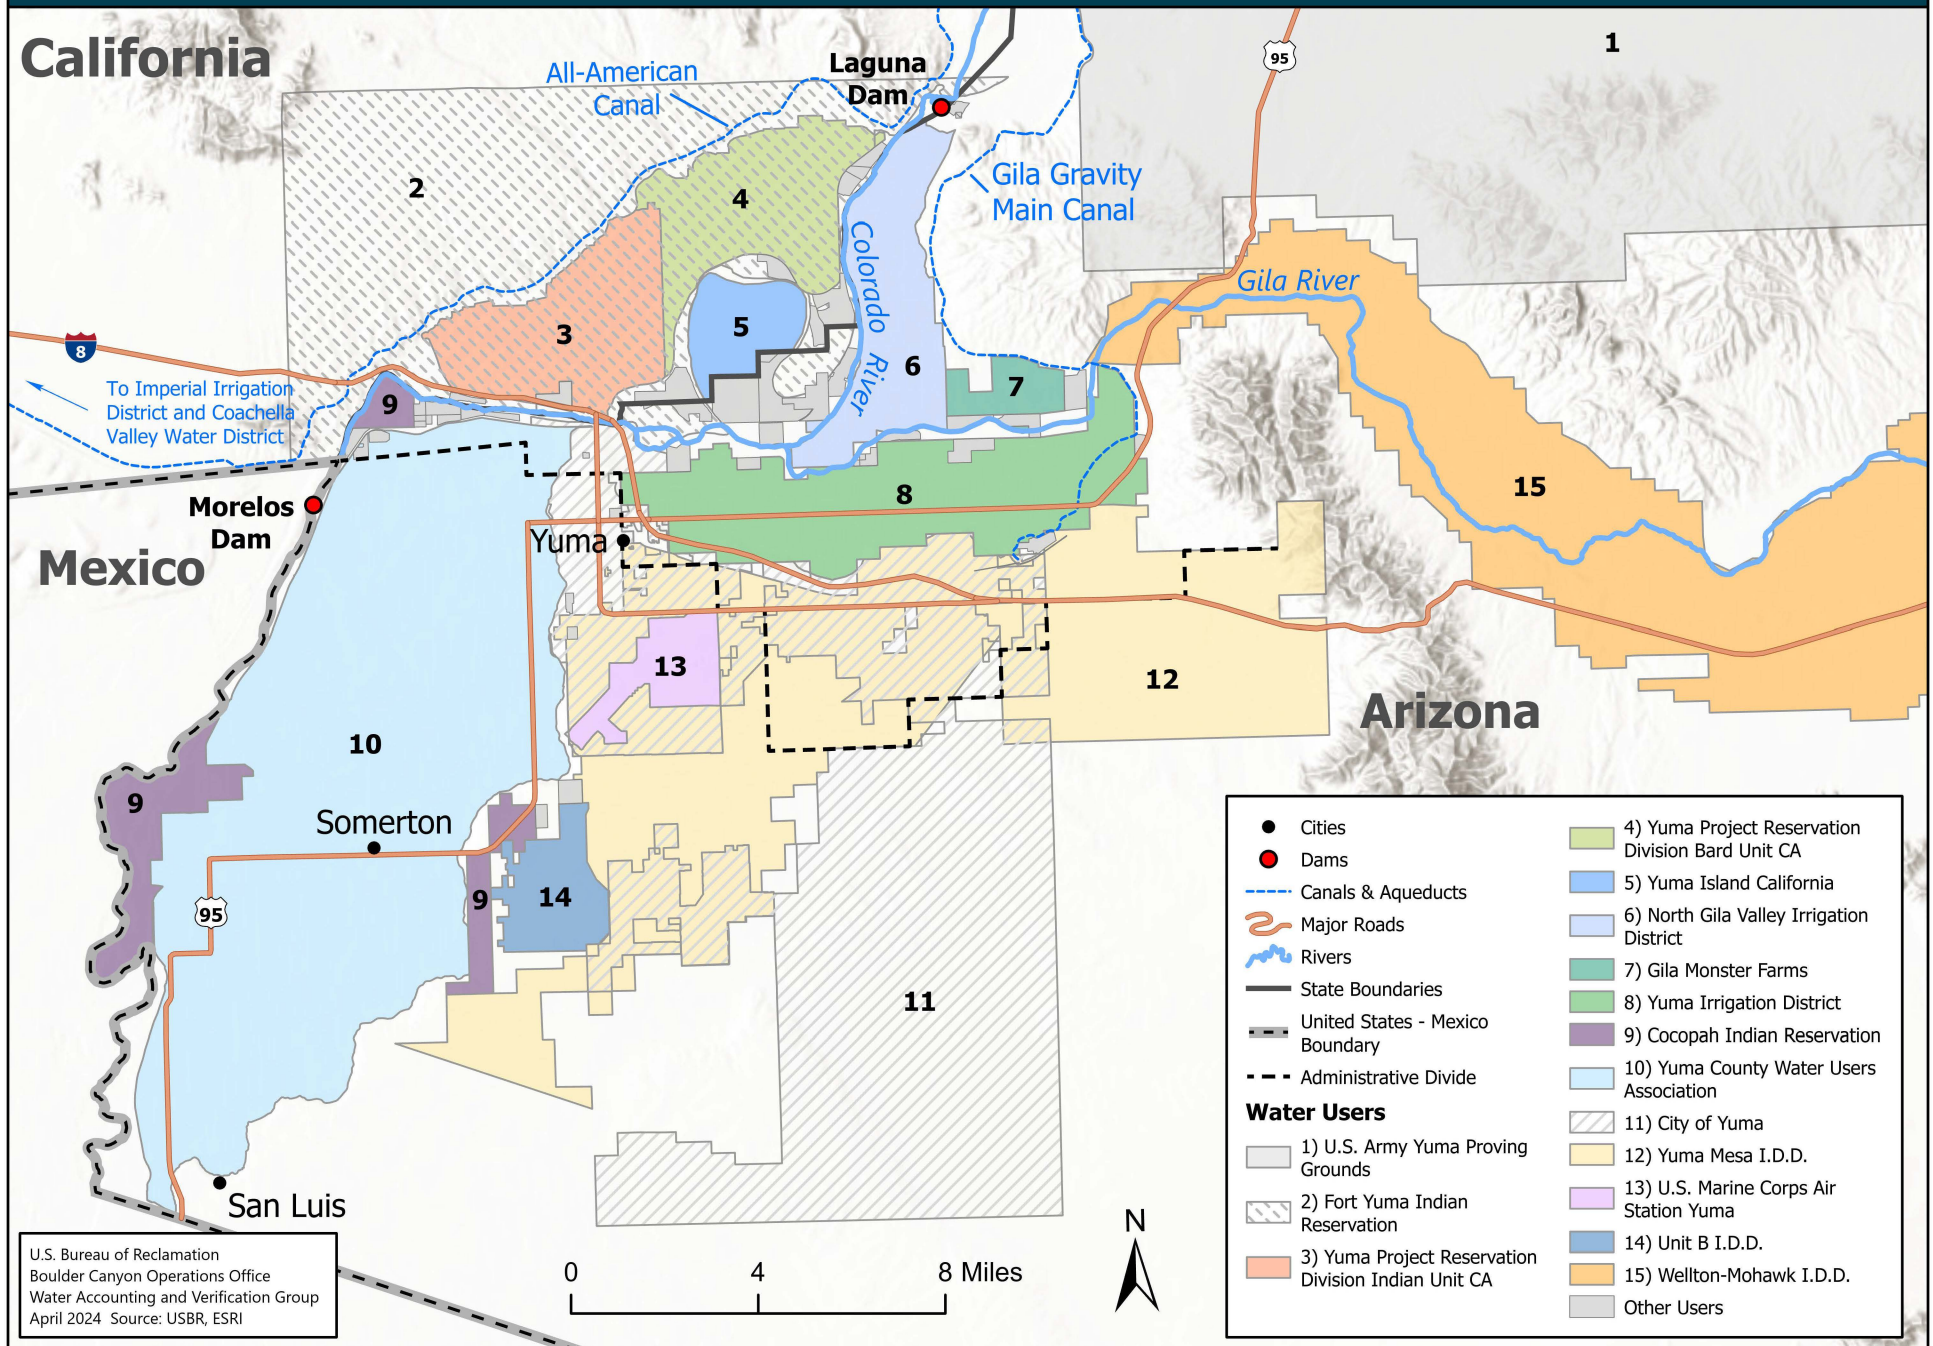 California
Mexico
Arizona
All-American
Canal
Laguna
Dam
Gila Gravity
Main Canal
Colorado River
Gila River
95
1
2
3
4
5
6
7
8
8
9
To Imperial Irrigation
District and Coachella
Valley Water District
Morelos
Dam
Yuma
10
11
12
13
14
15
9
9
Somerton
95
San Luis
Cities
Dams
Canals & Aqueducts
Major Roads
Rivers
State Boundaries
United States - Mexico
Boundary
Administrative Divide
Water Users
1) U.S. Army Yuma Proving
Grounds
2) Fort Yuma Indian
Reservation
3) Yuma Project Reservation
Division Indian Unit CA
4) Yuma Project Reservation
Division Bard Unit CA
5) Yuma Island California
6) North Gila Valley Irrigation
District
7) Gila Monster Farms
8) Yuma Irrigation District
9) Cocopah Indian Reservation
10) Yuma County Water Users
Association
11) City of Yuma
12) Yuma Mesa I.D.D.
13) U.S. Marine Corps Air
Station Yuma
14) Unit B I.D.D.
15) Wellton-Mohawk I.D.D.
Other Users
U.S. Bureau of Reclamation
Boulder Canyon Operations Office
Water Accounting and Verification Group
April 2024 Source: USBR, ESRI
0 4 8 Miles
N